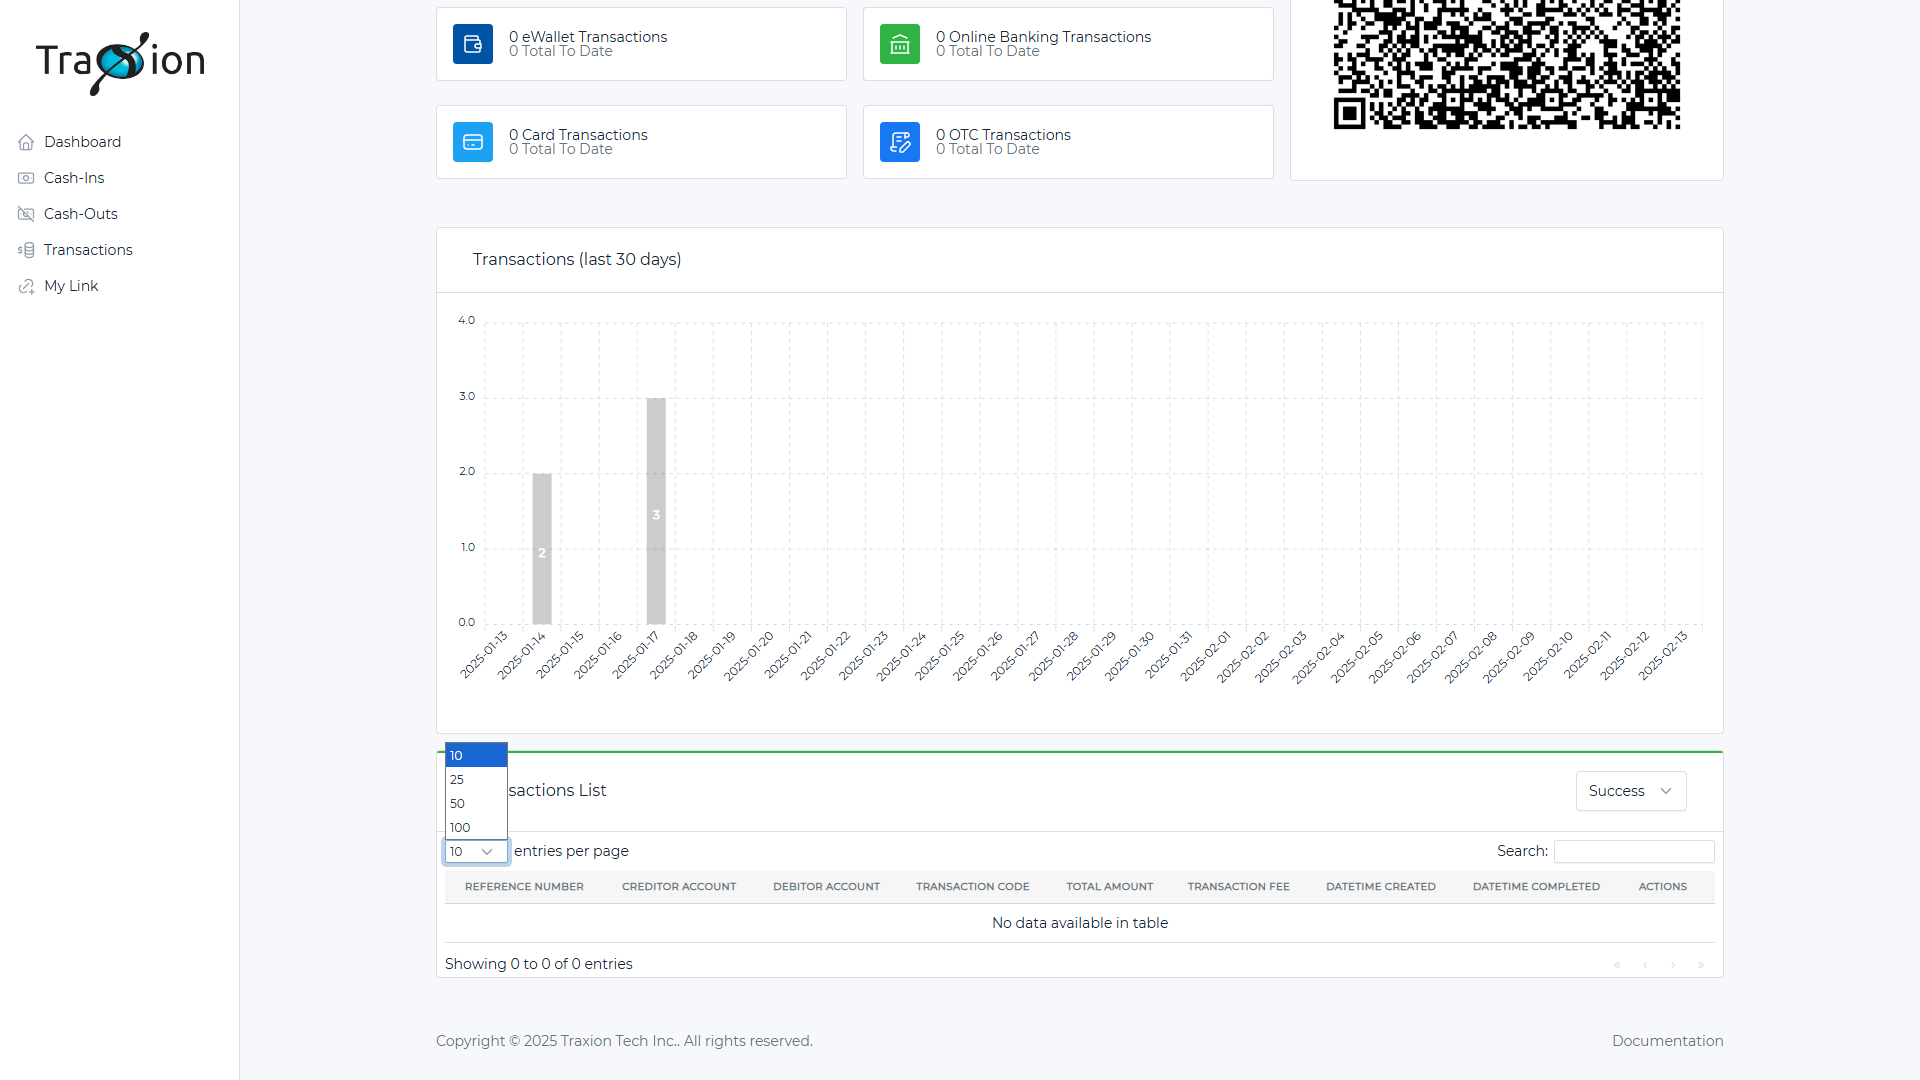 Traxion
Dashboard
Cash-Ins
Cash-Outs
Transactions
My Link
0 eWallet Transactions
0 Total To Date
0 Online Banking Transactions
0 Total To Date
0 Card Transactions
0 Total To Date
0 OTC Transactions
0 Total To Date
Transactions (last 30 days)
4.0
3.0
2.0
1.0
0.0
2
3
2025-01-13
2025-01-14
2025-01-15
2025-01-16
2025-01-17
2025-01-18
2025-01-19
2025-01-20
2025-01-21
2025-01-22
2025-01-23
2025-01-24
2025-01-25
2025-01-26
2025-01-27
2025-01-28
2025-01-29
2025-01-30
2025-01-31
2025-02-01
2025-02-02
2025-02-03
2025-02-04
2025-02-05
2025-02-06
2025-02-07
2025-02-08
2025-02-09
2025-02-10
2025-02-11
2025-02-12
2025-02-13
10
25
50
100
sactions List
Success
10 entries per page
Search:
REFERENCE NUMBER CREDITOR ACCOUNT DEBITOR ACCOUNT TRANSACTION CODE TOTAL AMOUNT TRANSACTION FEE DATETIME CREATED DATETIME COMPLETED ACTIONS
No data available in table
Showing 0 to 0 of 0 entries
« ‹ › »
Copyright © 2025 Traxion Tech Inc.. All rights reserved.
Documentation